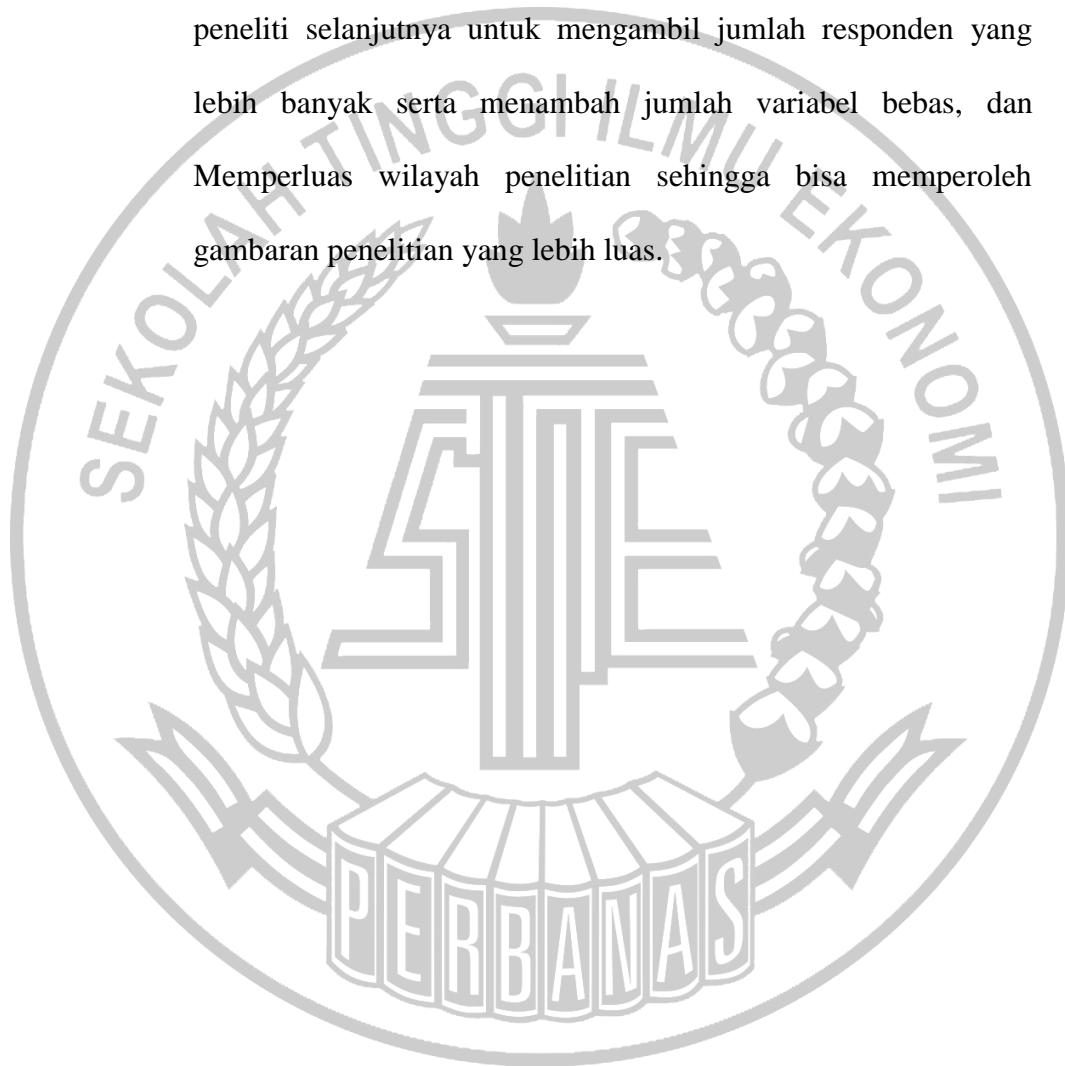 peneliti selanjutnya untuk mengambil jumlah responden yang
lebih banyak serta menambah jumlah variabel bebas, dan
Memperluas wilayah penelitian sehingga bisa memperoleh
gambaran penelitian yang lebih luas.
SEKOLAH TINGGI ILMU EKONOMI
STIE
PERBANAS